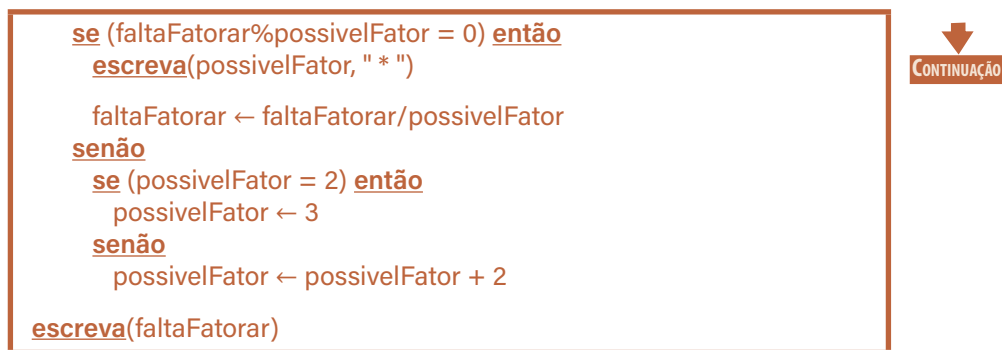 se (faltaFatorar%possivelFator = 0) então
escreva(possivelFator, " * ")
faltaFatorar ← faltaFatorar/possivelFator
senão
se (possivelFator = 2) então
possivelFator ← 3
senão
possivelFator ← possivelFator + 2
escreva(faltaFatorar)
CONTINUAÇÃO